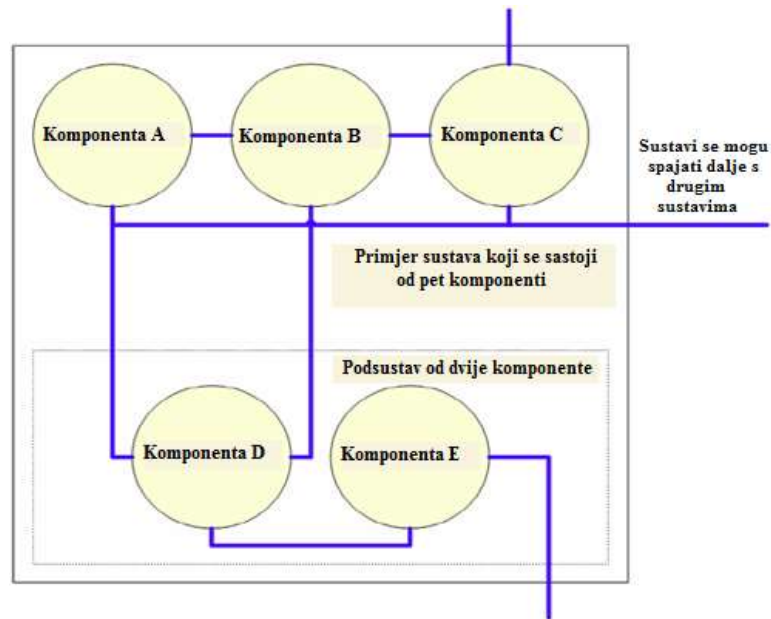 Komponenta A
Komponenta B
Komponenta C
Sustavi se mogu
spajati dalje s
drugim
sustavima
Primjer sustava koji se sastoji
od pet komponenti
Podsustav od dvije komponente
Komponenta D
Komponenta E